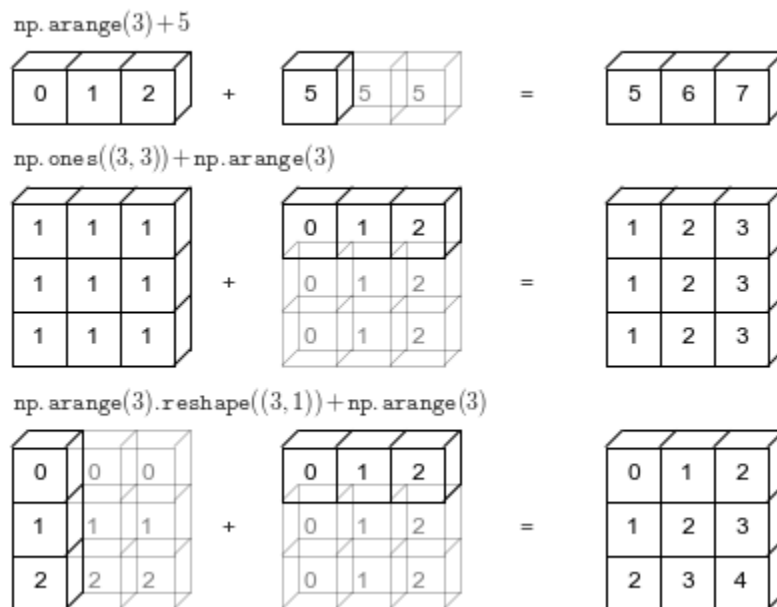 np.arange(3)+5
0 1 2 + 5 5 5 = 5 6 7
np.ones((3, 3))+np.arange(3)
1 1 1 0 1 2 1 2 3
1 1 1 + 0 1 2 = 1 2 3
1 1 1 0 1 2 1 2 3
np.arange(3).reshape((3,1))+np.arange(3)
0 0 0 0 1 2 0 1 2
1 1 1 + 0 1 2 = 1 2 3
2 2 2 0 1 2 2 3 4